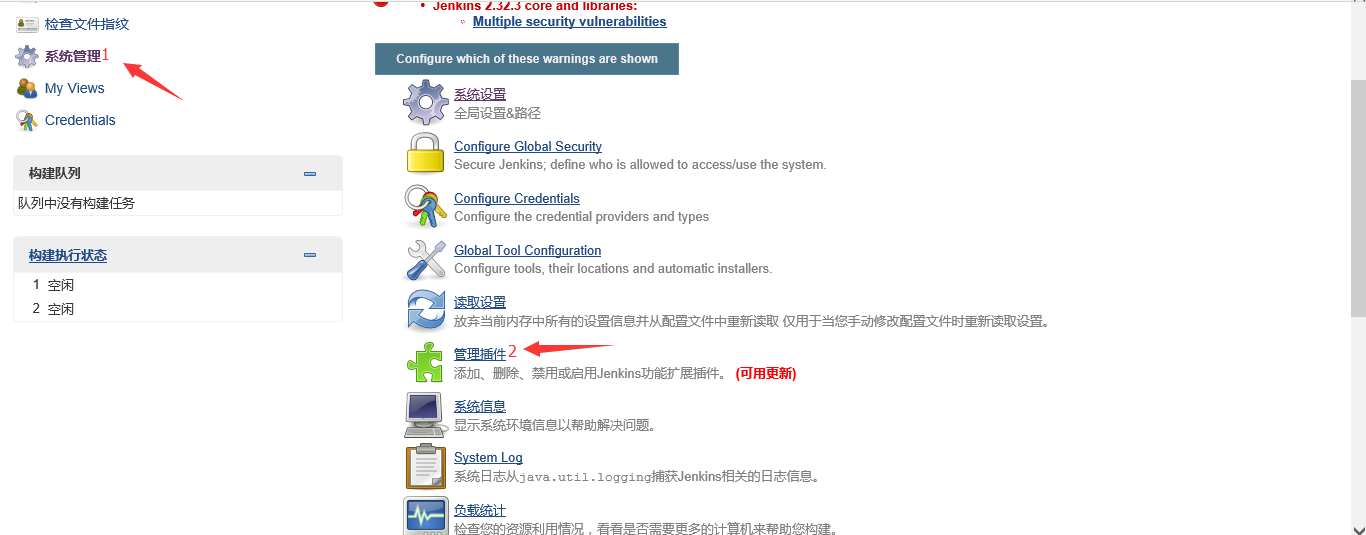 检查文件指纹
系统管理1
My Views
Credentials
构建队列
队列中没有构建任务
构建执行状态
1 空闲
2 空闲
Jenkins 2.32.3 core and libraries:
Multiple security vulnerabilities
Configure which of these warnings are shown
系统设置
全局设置&路径
Configure Global Security
Secure Jenkins; define who is allowed to access/use the system.
Configure Credentials
Configure the credential providers and types
Global Tool Configuration
Configure tools, their locations and automatic installers.
读取设置
放弃当前内存中所有的设置信息并从配置文件中重新读取 仅用于当您手动修改配置文件时重新读取设置。
管理插件2
添加、删除、禁用或启用Jenkins功能扩展插件。 (可用更新)
系统信息
显示系统环境信息以帮助解决问题。
System Log
系统日志从java.util.logging捕获Jenkins相关的日志信息。
负载统计
检查您的资源利用情况，看看是否需要更多的计算机来帮助您构建。